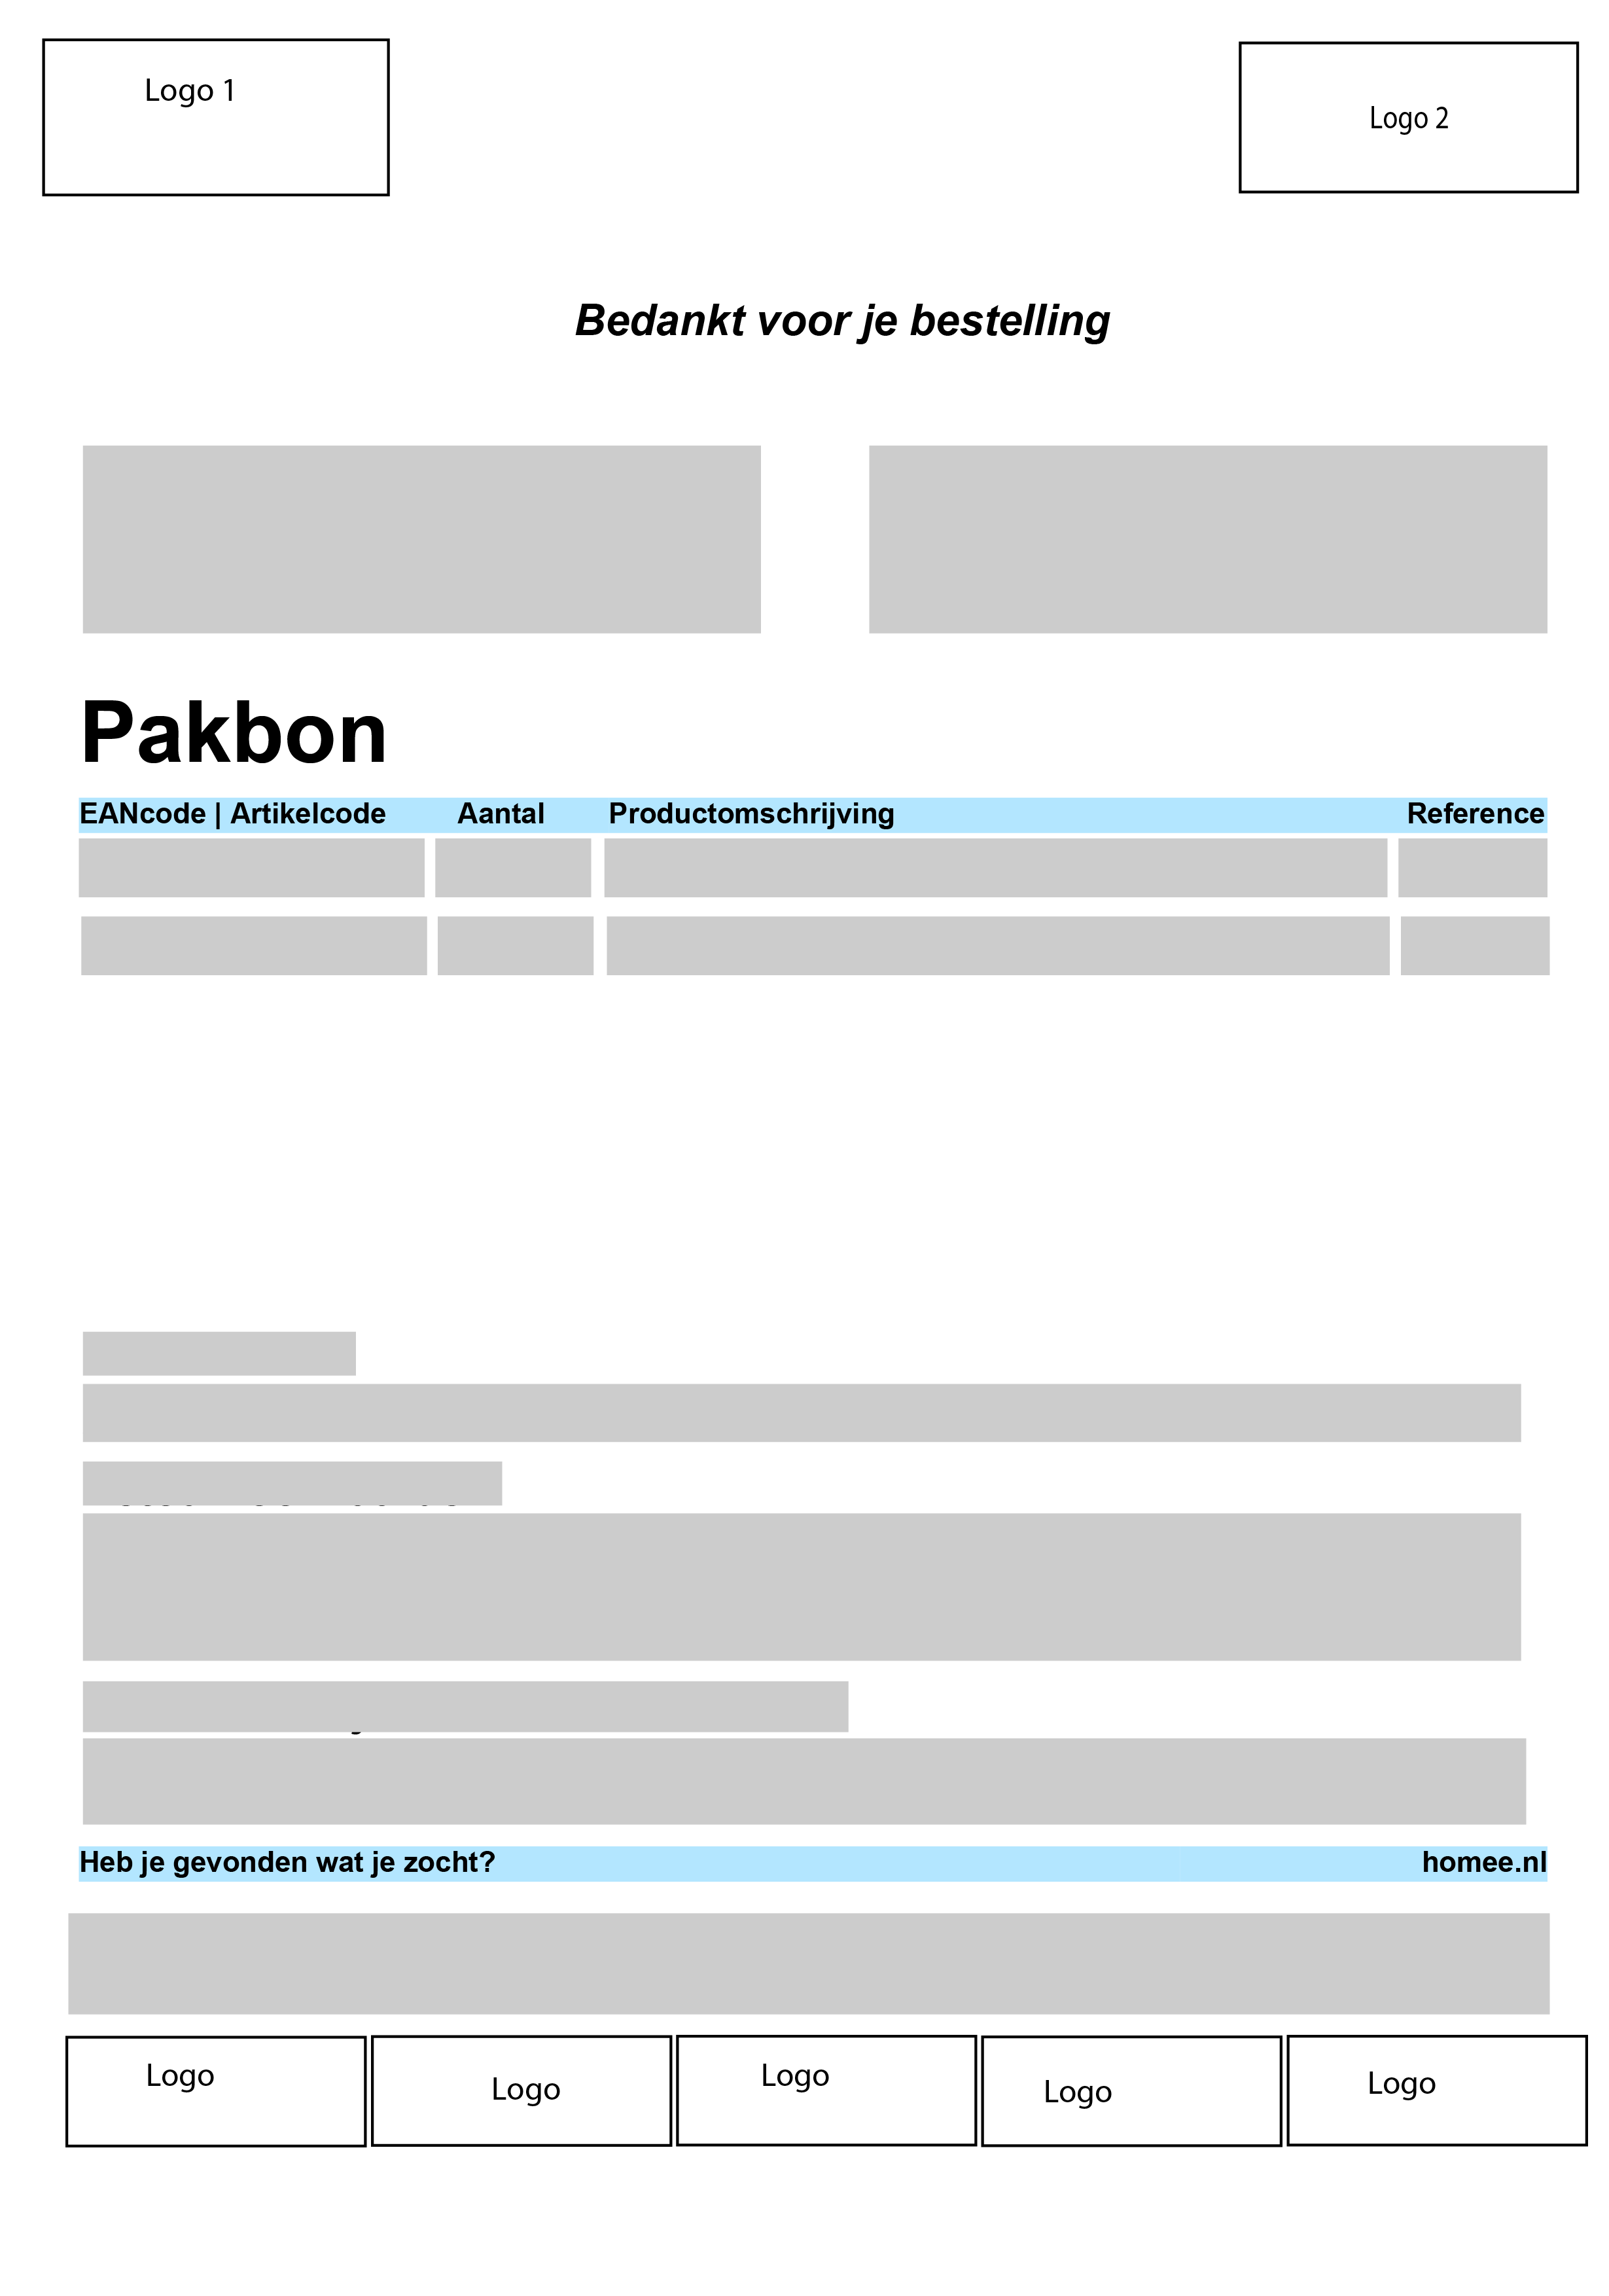 Logo 1
Logo 2
Bedankt voor je bestelling
Pakbon
EANcode | Artikelcode Aantal Productomschrijving Reference
Heb je gevonden wat je zocht? homee.nl
Logo Logo Logo Logo Logo